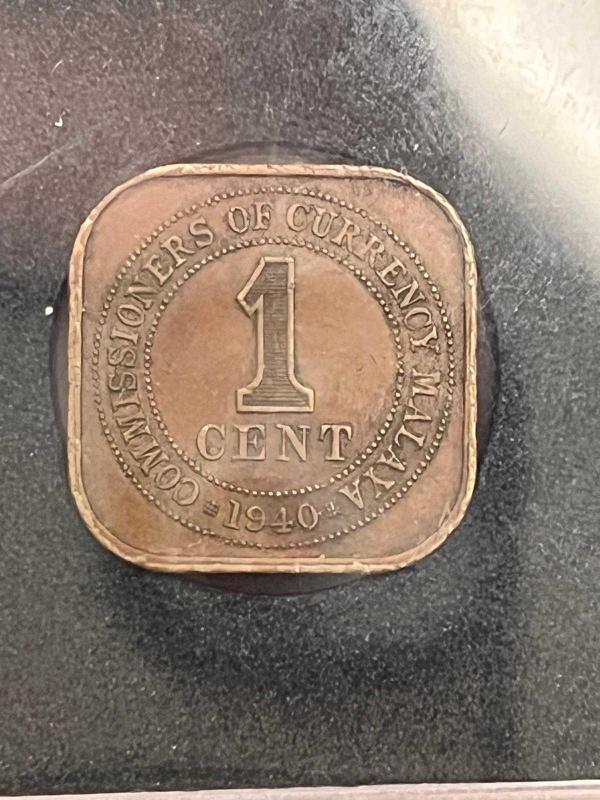 COMMISSIONERS OF CURRENCY MALAYA
1
CENT
1940